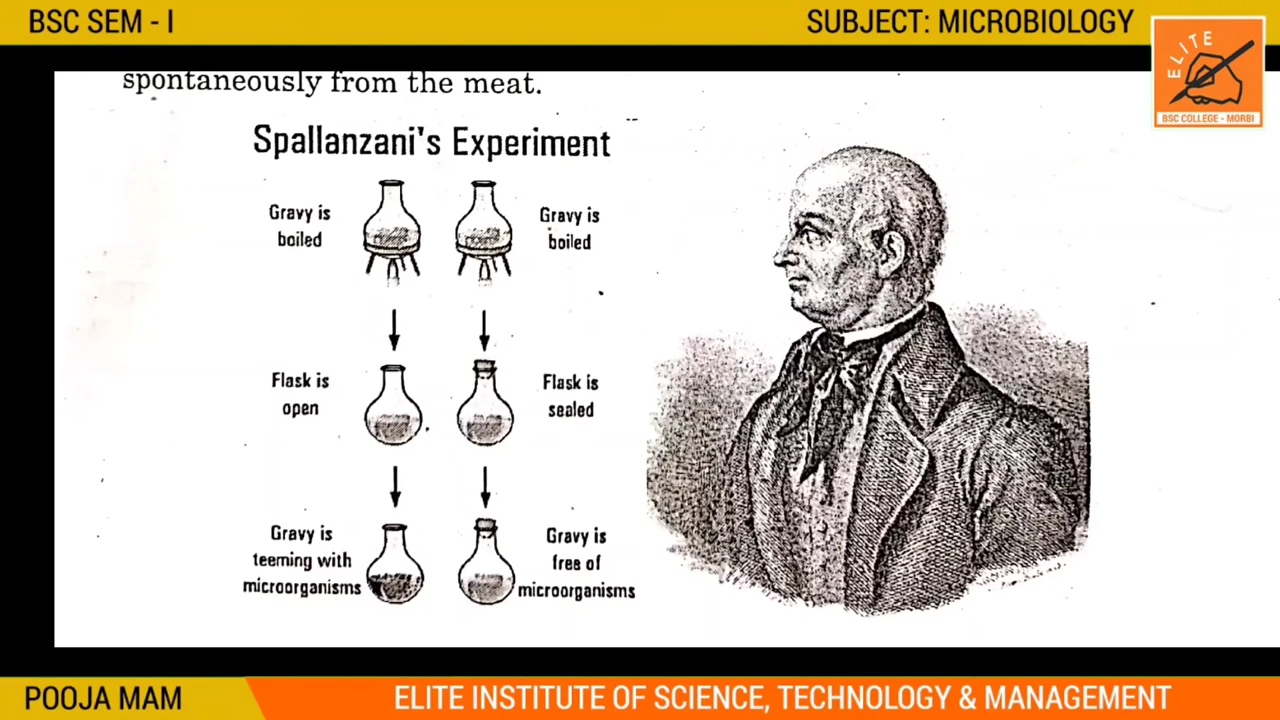 BSC SEM - I
SUBJECT: MICROBIOLOGY
ELITE
BSC COLLEGE - MORBI
spontaneously from the meat.
Spallanzani's Experiment
Gravy is
boiled
Gravy is
boiled
Flask is
open
Flask is
sealed
Gravy is
teeming with
microorganisms
Gravy is
free of
microorganisms
POOJA MAM
ELITE INSTITUTE OF SCIENCE, TECHNOLOGY & MANAGEMENT